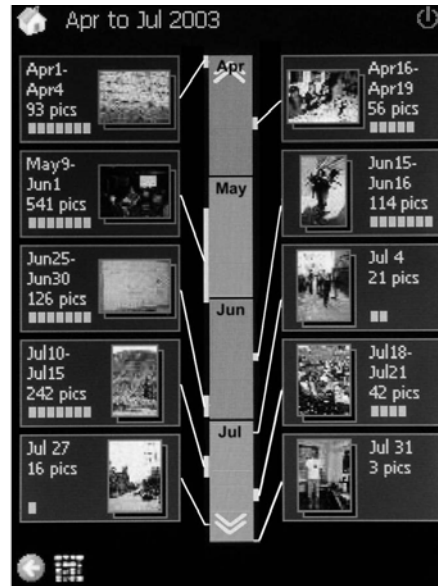 Apr to Jul 2003
Apr1-
Apr4
93 pics
May9-
Jun1
541 pics
Jun25-
Jun30
126 pics
Jul10-
Jul15
242 pics
Jul 27
16 pics
Apr
May
Jun
Jul
Apr16-
Apr19
56 pics
Jun15-
Jun16
114 pics
Jul 4
21 pics
Jul18-
Jul21
42 pics
Jul 31
3 pics